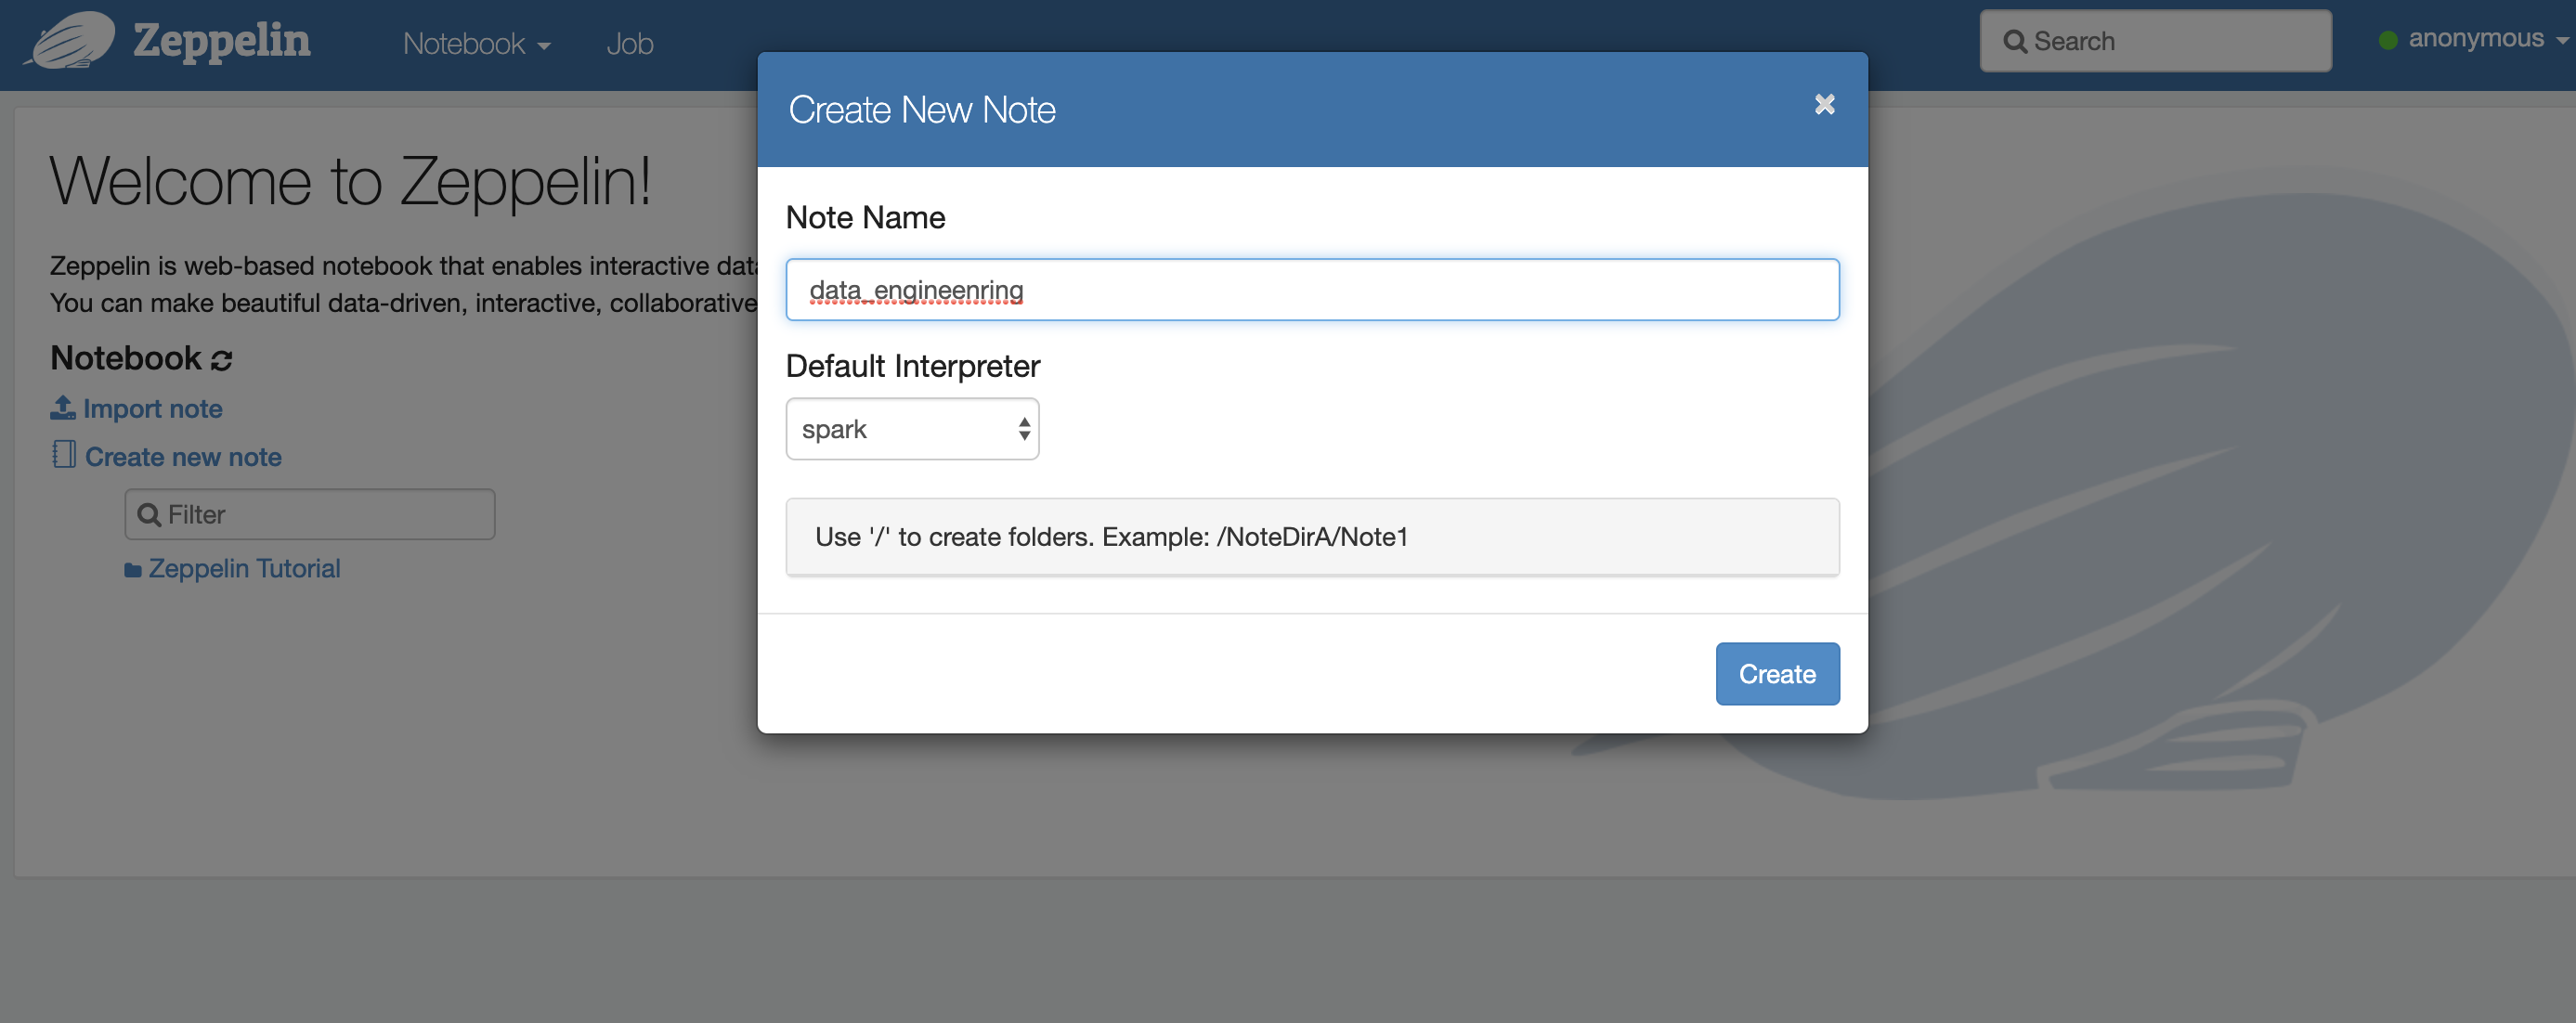 Zeppelin
Notebook
Job
Search
anonymous
Create New Note
Welcome to Zeppelin!
Zeppelin is web-based notebook that enables interactive
You can make beautiful data-driven, interactive, collaborative
Notebook
Import note
Create new note
Filter
Zeppelin Tutorial
Note Name
data_engineenring
Default Interpreter
spark
Use '/' to create folders. Example: /NoteDirA/Note1
Create